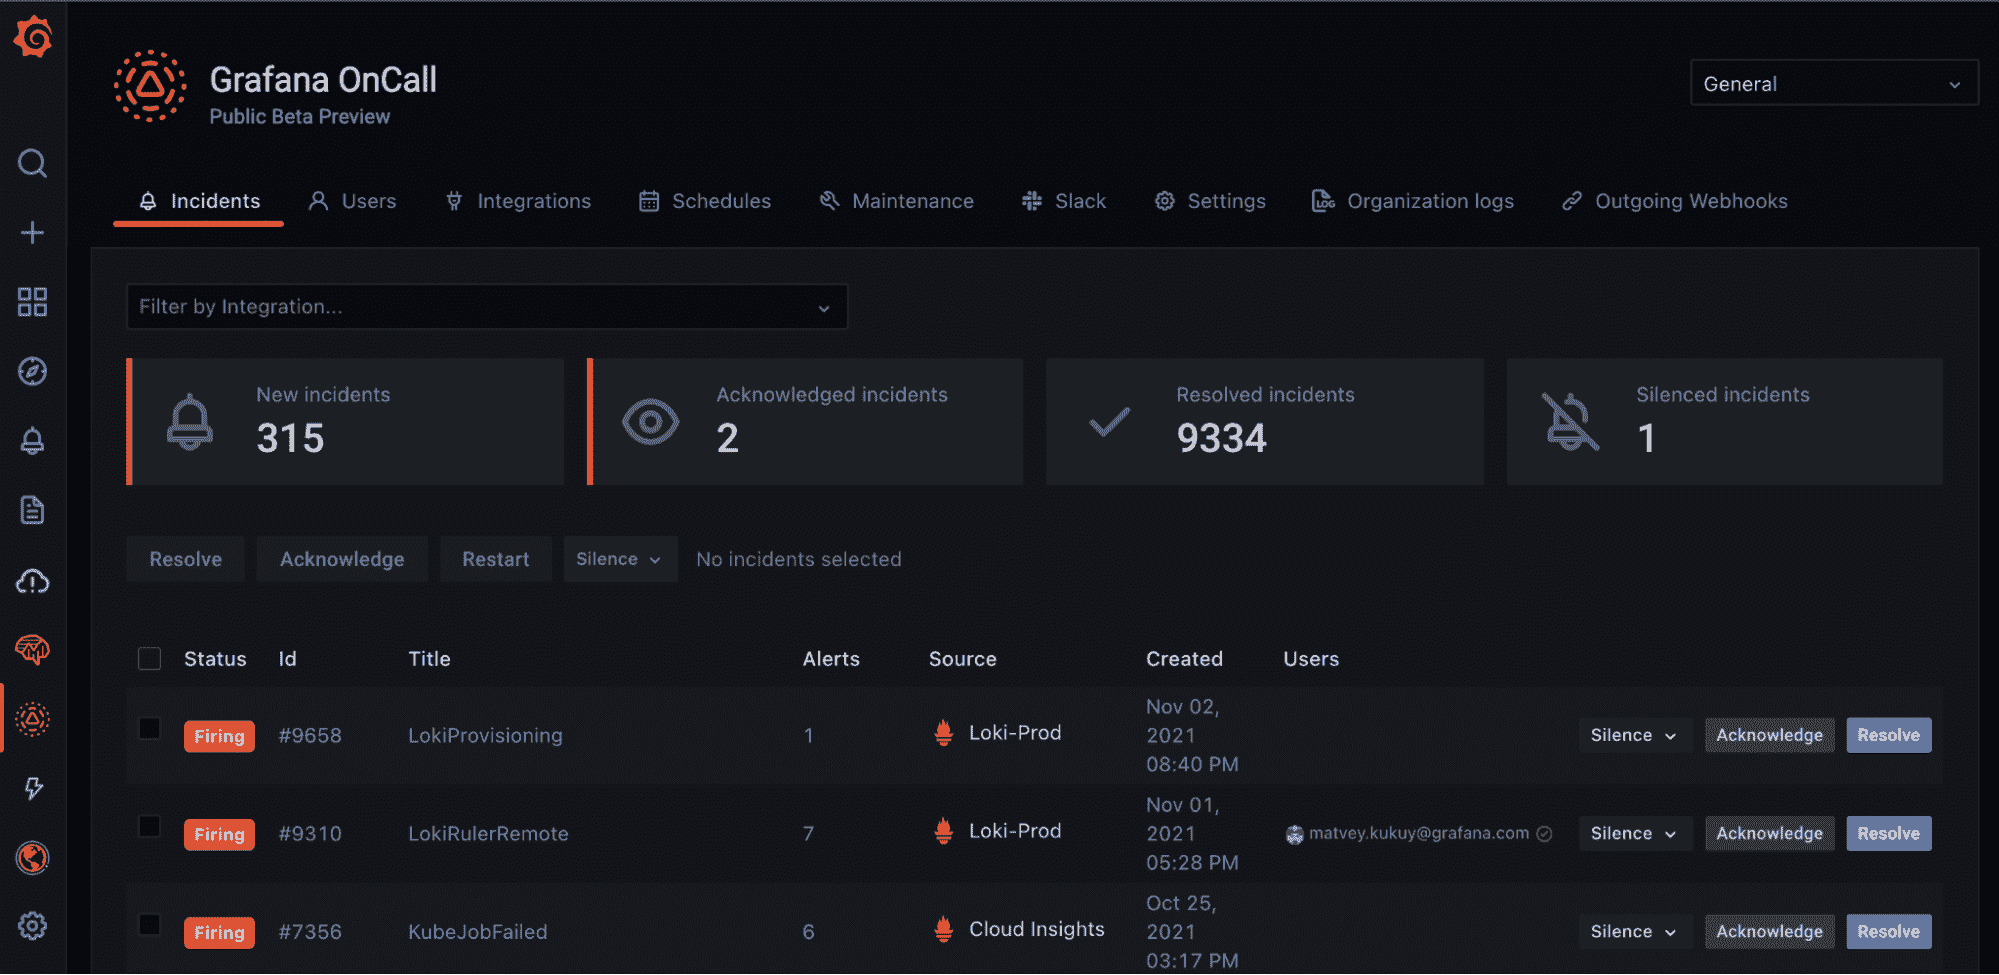 Grafana OnCall
Public Beta Preview
General
Incidents Users Integrations Schedules Maintenance Slack Settings Organization logs Outgoing Webhooks
Filter by Integration...
New incidents Acknowledged incidents Resolved incidents Silenced incidents
315 2 9334 1
Resolve Acknowledge Restart Silence No incidents selected
Status Id Title Alerts Source Created Users
Firing #9658 LokiProvisioning 1 Loki-Prod Nov 02, 2021 08:40 PM Silence Acknowledge Resolve
Firing #9310 LokiRulerRemote 7 Loki-Prod Nov 01, 2021 05:28 PM matvey.kukuy@grafana.com Silence Acknowledge Resolve
Firing #7356 KubeJobFailed 6 Cloud Insights Oct 25, 2021 03:17 PM Silence Acknowledge Resolve